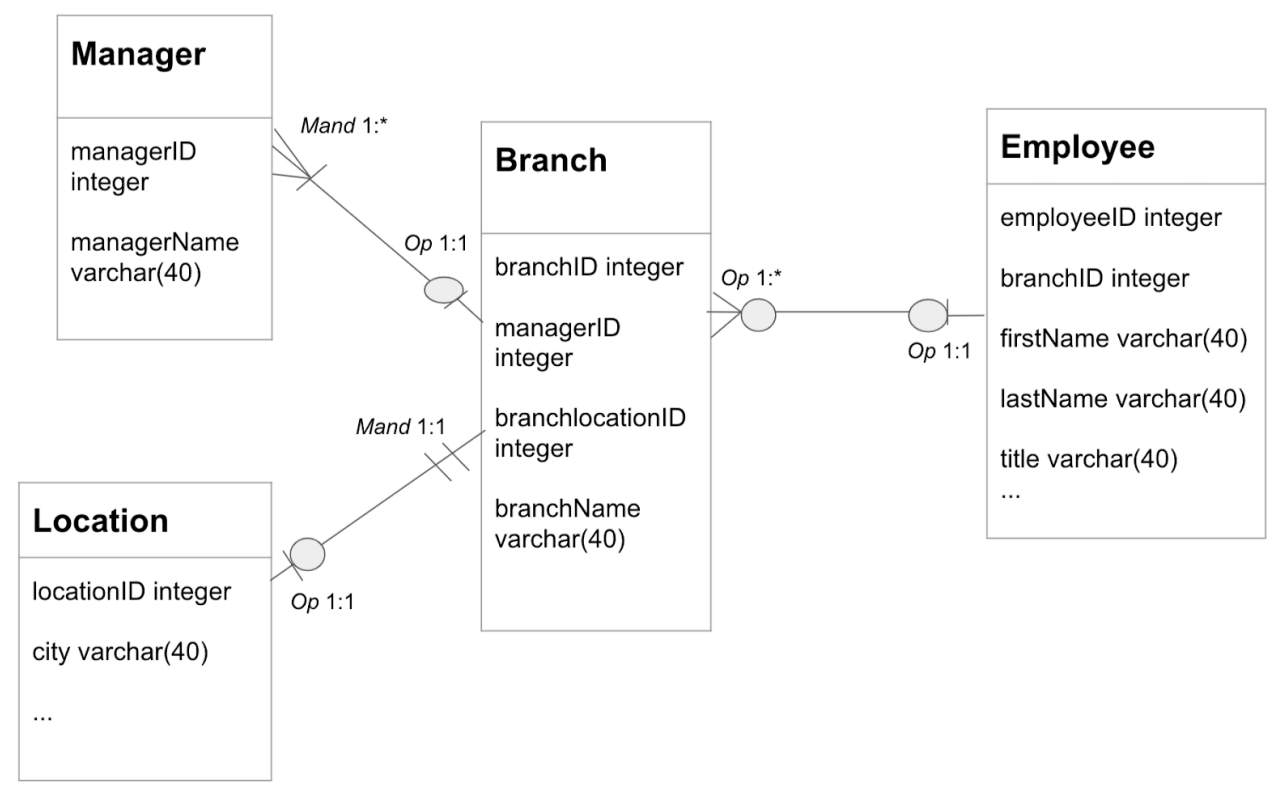 Manager
managerID
integer
managerName
varchar(40)
Mand 1:*
Op 1:1
Branch
branchID integer
managerID
integer
branchlocationID
integer
branchName
varchar(40)
Op 1:*
Op 1:1
Employee
employeeID integer
branchID integer
firstName varchar(40)
lastName varchar(40)
title varchar(40)
...
Mand 1:1
Op 1:1
Location
locationID integer
city varchar(40)
...